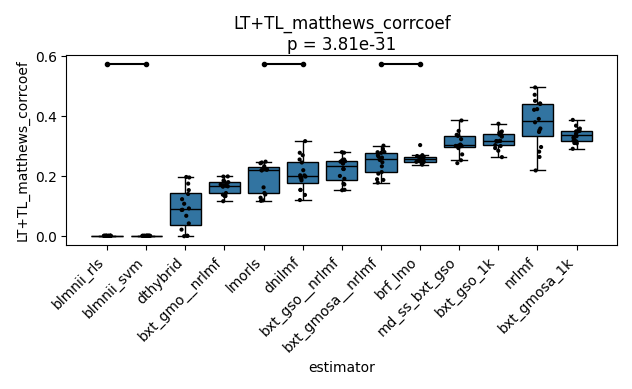 LT+TL_matthews_corrcoef
p = 3.81e-31
LT+TL_matthews_corrcoef
0.6
0.4
0.2
0.0
blmnii_rls
blmnii_svm
dthybrid
bxt_gmo__nrlmf
lmorls
dnilmf
bxt_gso__nrlmf
bxt_gmosa__nrlmf
brf_lmo
md_ss_bxt_gso
bxt_gso_1k
nrlmf
bxt_gmosa_1k
estimator